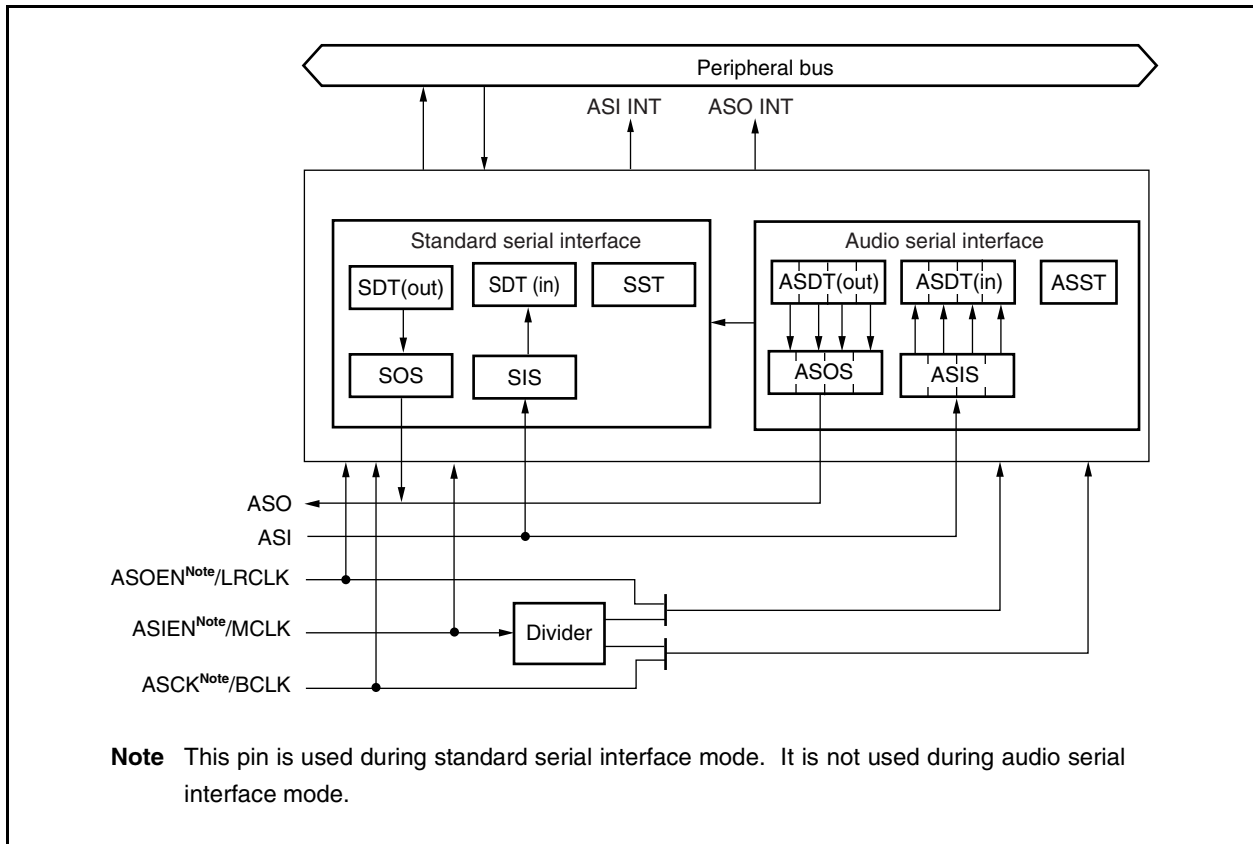 Peripheral bus
ASI INT ASO INT
Standard serial interface
Audio serial interface
SDT(out) SDT (in) SST
ASDT(out) ASDT(in) ASST
SOS SIS
ASOS ASIS
ASO
ASI
ASOENNote/LRCLK
ASIENNote/MCLK
Divider
ASCKNote/BCLK
Note This pin is used during standard serial interface mode. It is not used during audio serial
interface mode.